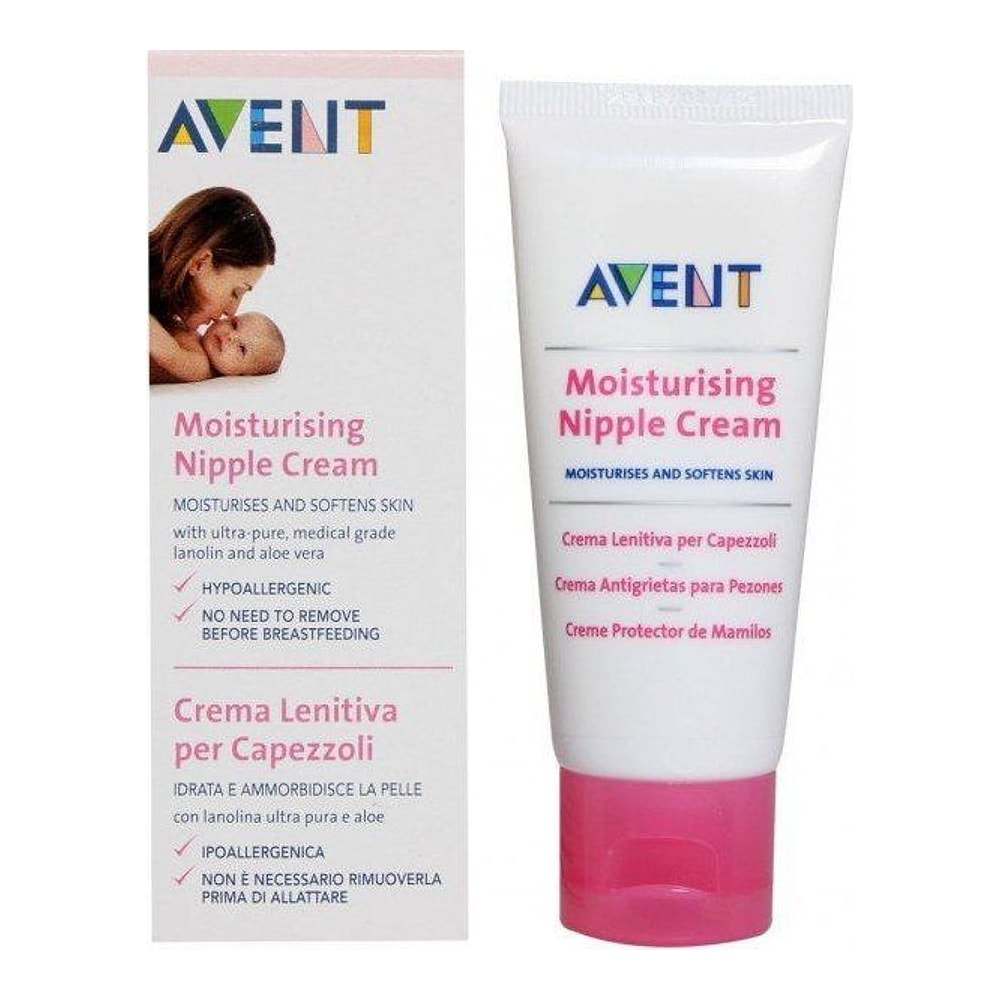 AVENT
Moisturising
Nipple Cream
MOISTURISES AND SOFTENS SKIN
with ultra-pure, medical grade
lanolin and aloe vera
HYPOALLERGENIC
NO NEED TO REMOVE
BEFORE BREASTFEEDING
Crema Lenitiva
per Capezzoli
IDRATA E AMMORBIDISCE LA PELLE
con lanolina ultra pura e aloe
IPOALLERGENICA
NON È NECESSARIO RIMUOVERLA
PRIMA DI ALLATTARE
AVENT
Moisturising
Nipple Cream
MOISTURISES AND SOFTENS SKIN
Crema Lenitiva per Capezzoli
Crema Antigrietas para Pezones
Creme Protector de Mamilos